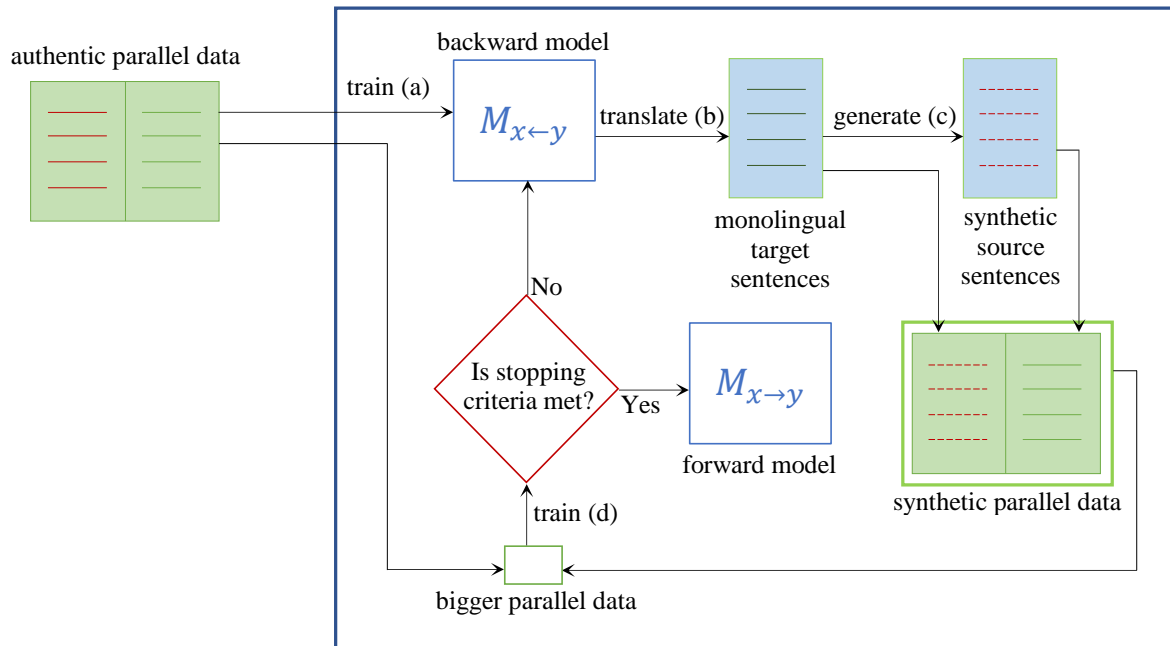 authentic parallel data
backward model
train (a)
M_{x←y}
translate (b)
generate (c)
monolingual
target
sentences
synthetic
source
sentences
No
Is stopping
criteria met?
Yes
M_{x→y}
forward model
synthetic parallel data
train (d)
bigger parallel data